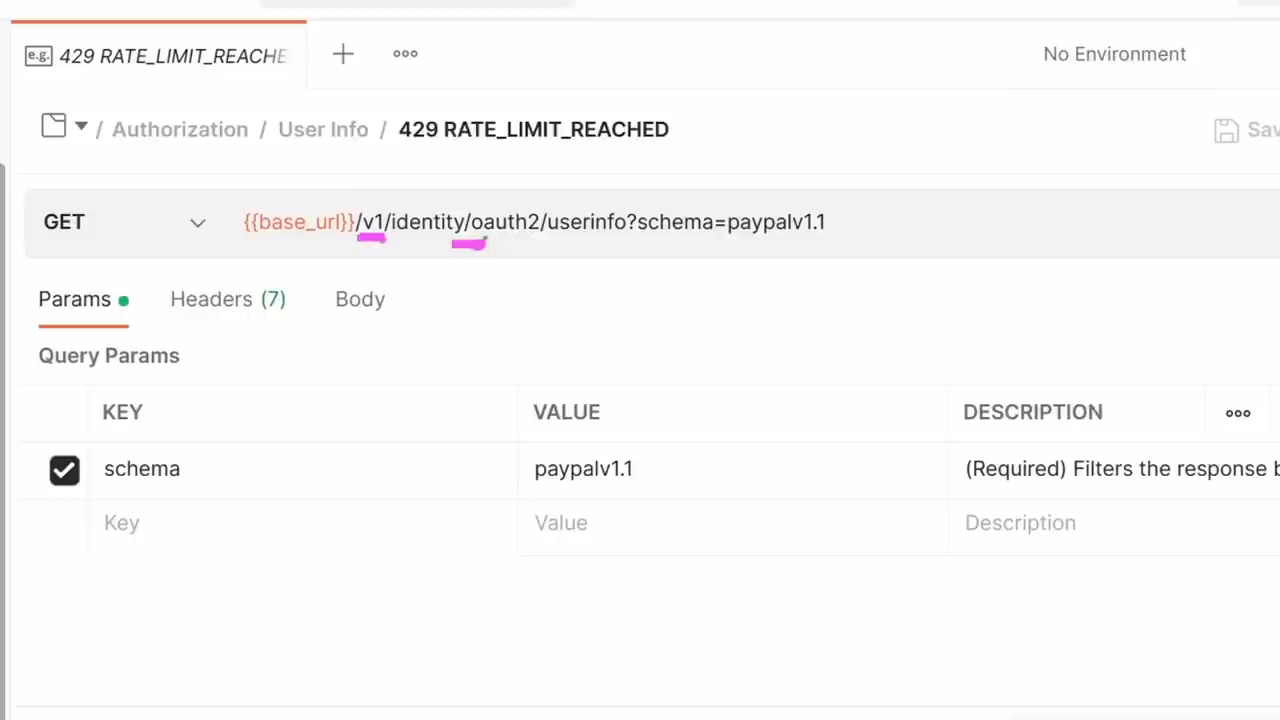 e.g. 429 RATE_LIMIT_REACHE
No Environment
/ Authorization / User Info / 429 RATE_LIMIT_REACHED
Sav
GET {{base_url}}/v1/identity/oauth2/userinfo?schema=paypalv1.1
Params Headers (7) Body
Query Params
KEY VALUE DESCRIPTION
schema paypalv1.1 (Required) Filters the response b
Key Value Description